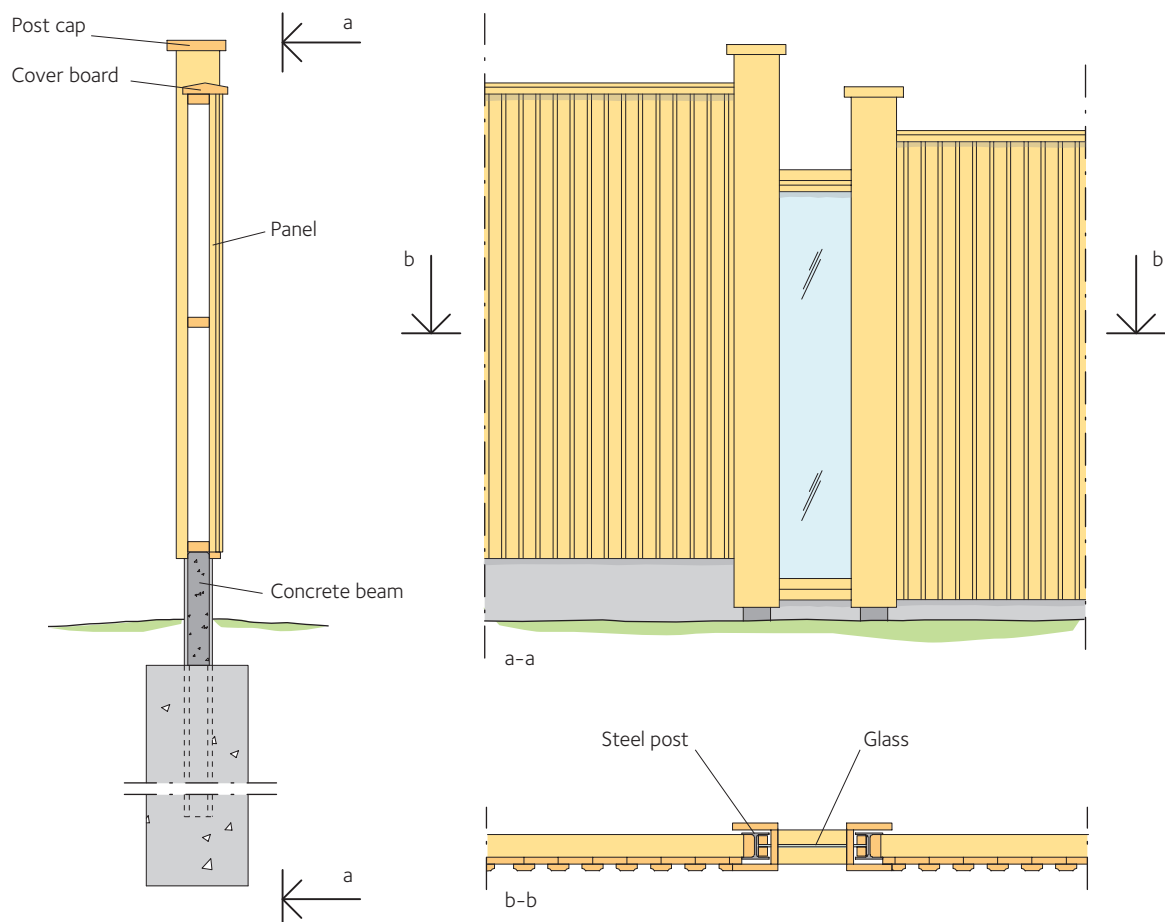 Post cap
Cover board
a
Panel
b
b
Concrete beam
a-a
Steel post
Glass
a
b-b